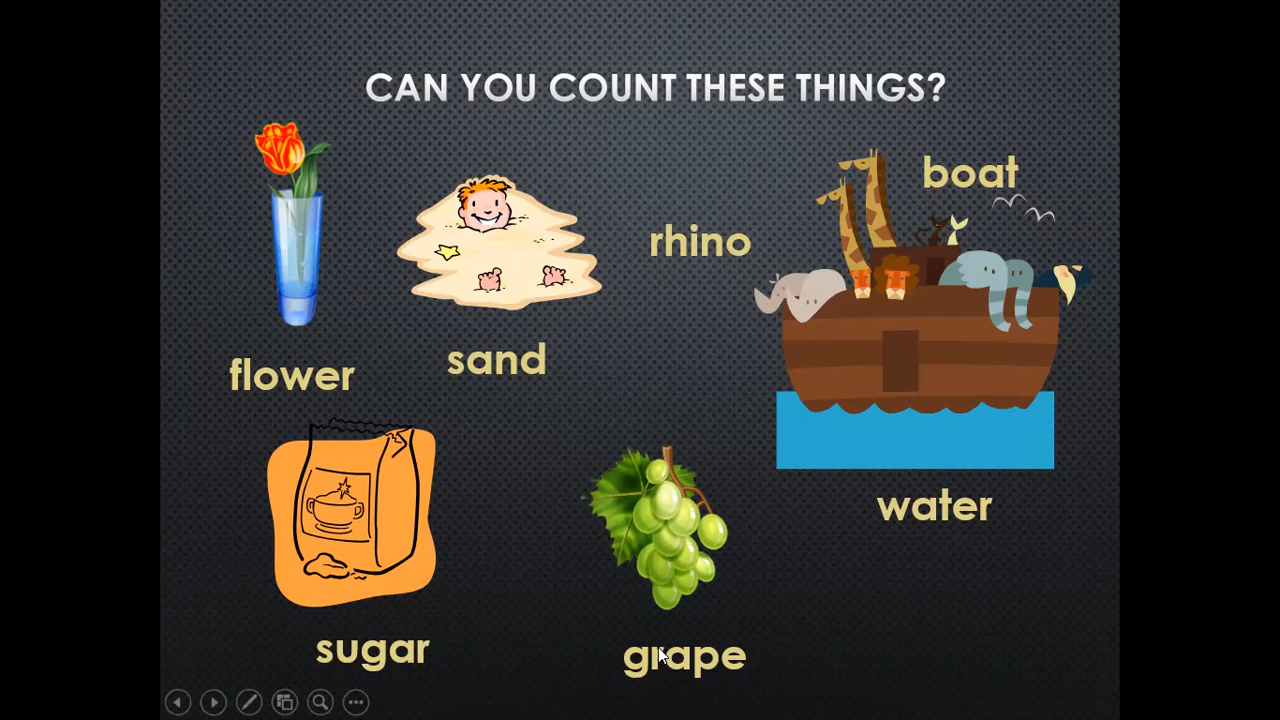 CAN YOU COUNT THESE THINGS?
boat
rhino
flower
sand
water
sugar
grape